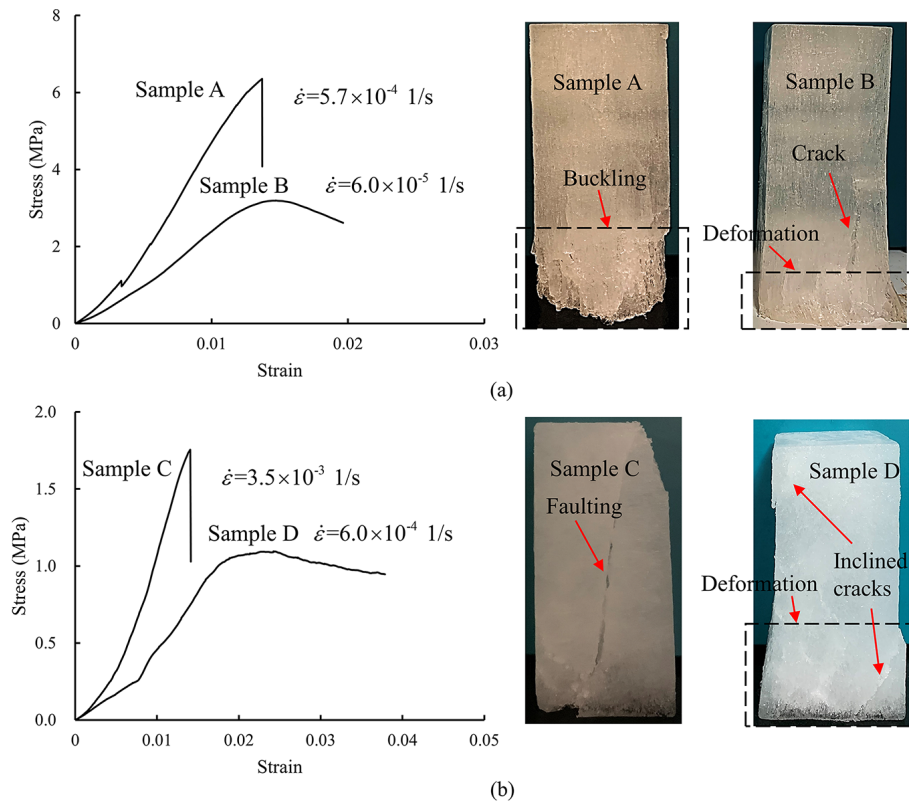 8
6
4
2
0
Stress (MPa)
Sample A
ε̇=5.7×10⁻⁴ 1/s
Sample B
ε̇=6.0×10⁻⁵ 1/s
0
0.01
0.02
0.03
Strain
Sample A
Buckling
Sample B
Crack
Deformation
(a)
2.0
1.5
1.0
0.5
0.0
Stress (MPa)
Sample C
ε̇=3.5×10⁻³ 1/s
Sample D
ε̇=6.0×10⁻⁴ 1/s
0
0.01
0.02
0.03
0.04
0.05
Strain
Sample C
Faulting
Sample D
Inclined
cracks
Deformation
(b)